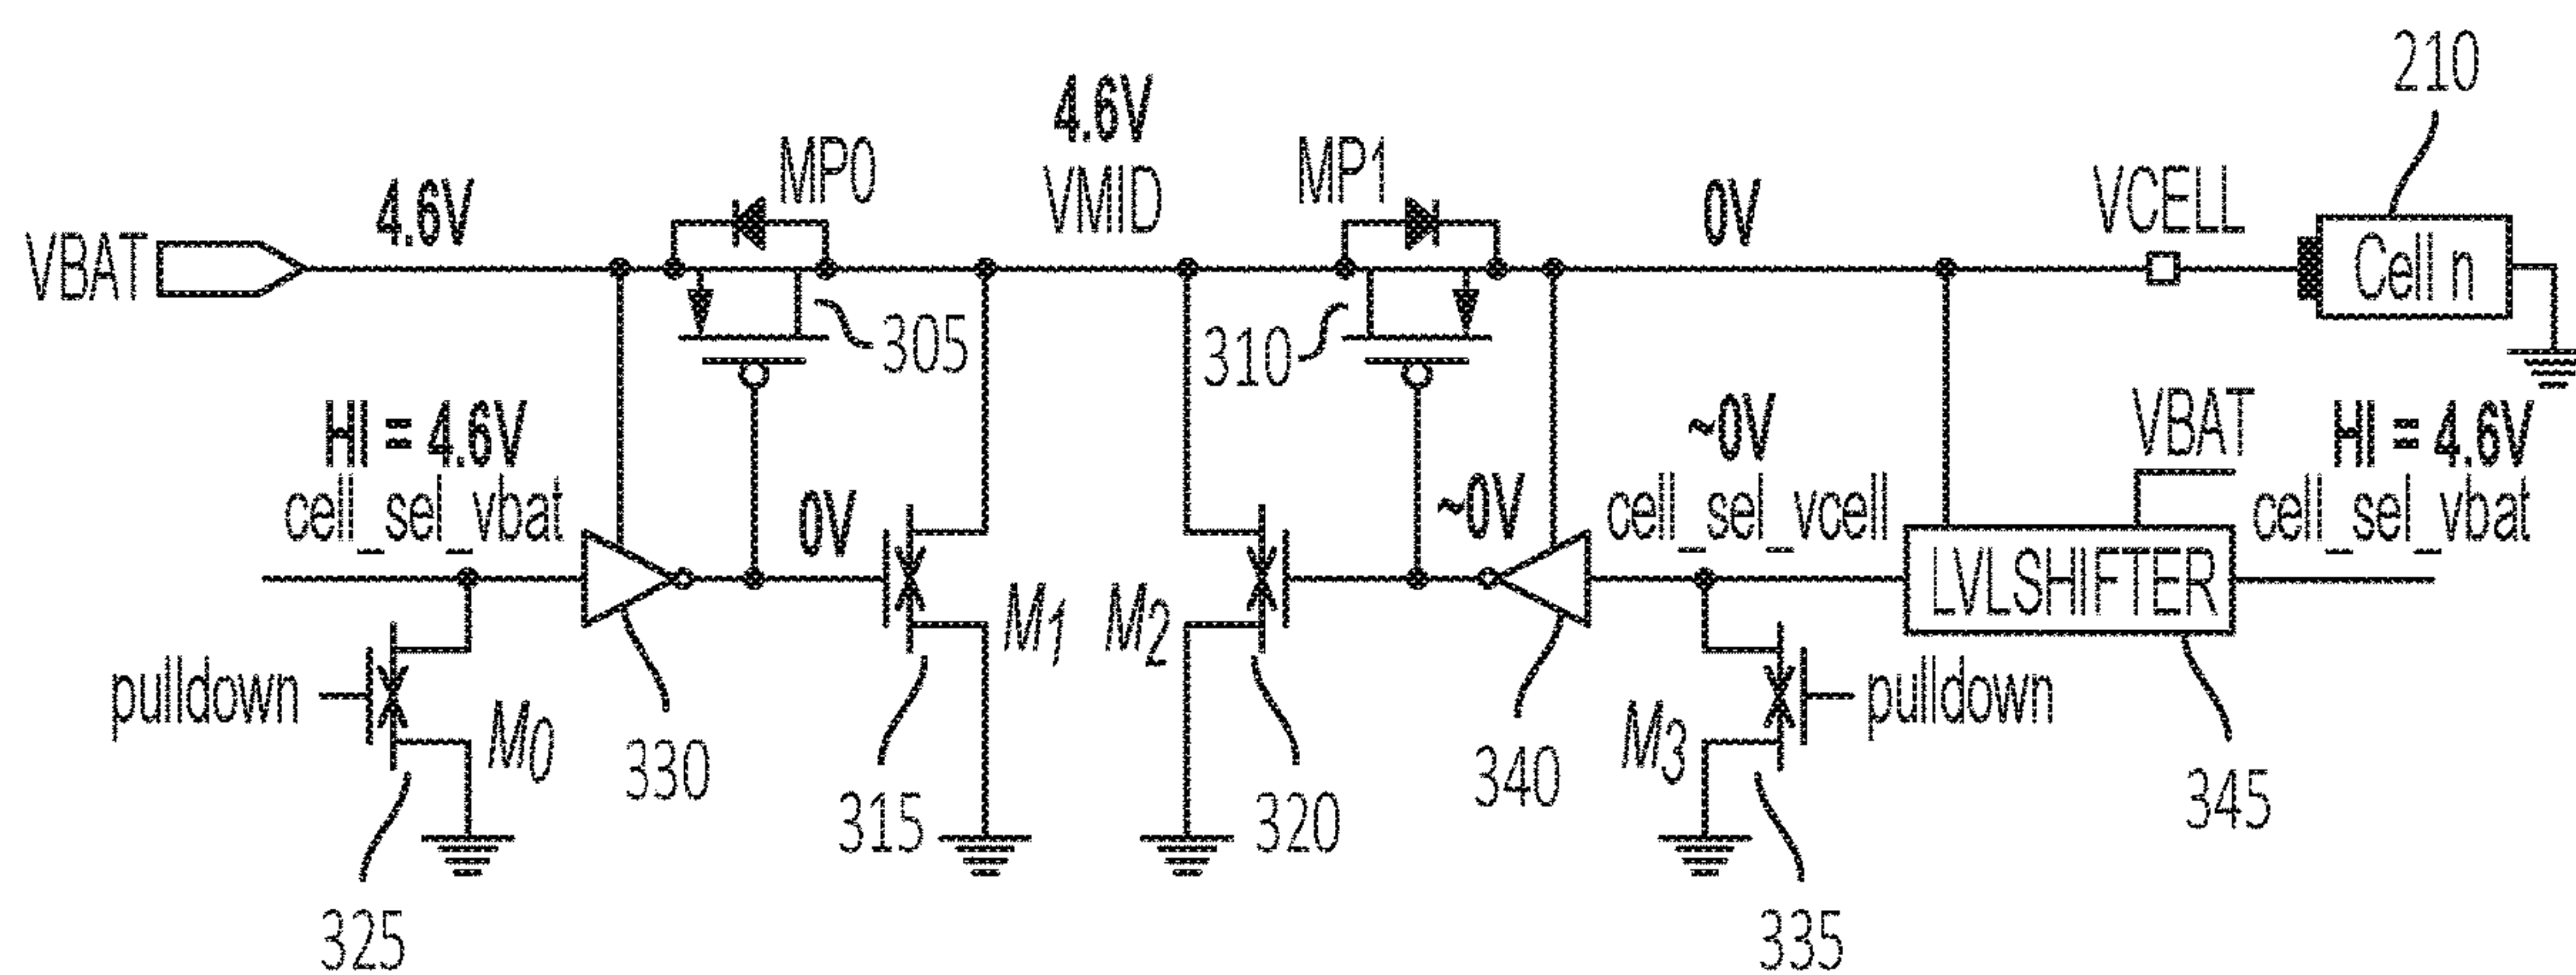 210
4.6V
MP0
MP1
VCELL
4.6V
VMID
0V
VBAT
Cell n
305
310
HI = 4.6V
cell_sel_vbat
0V
~0V
~0V
cell_sel_vcell
VBAT
HI = 4.6V
cell_sel_vbat
LVLSHIFTER
M1
M2
pulldown
M0
330
315
320
340
M3
pulldown
345
325
335